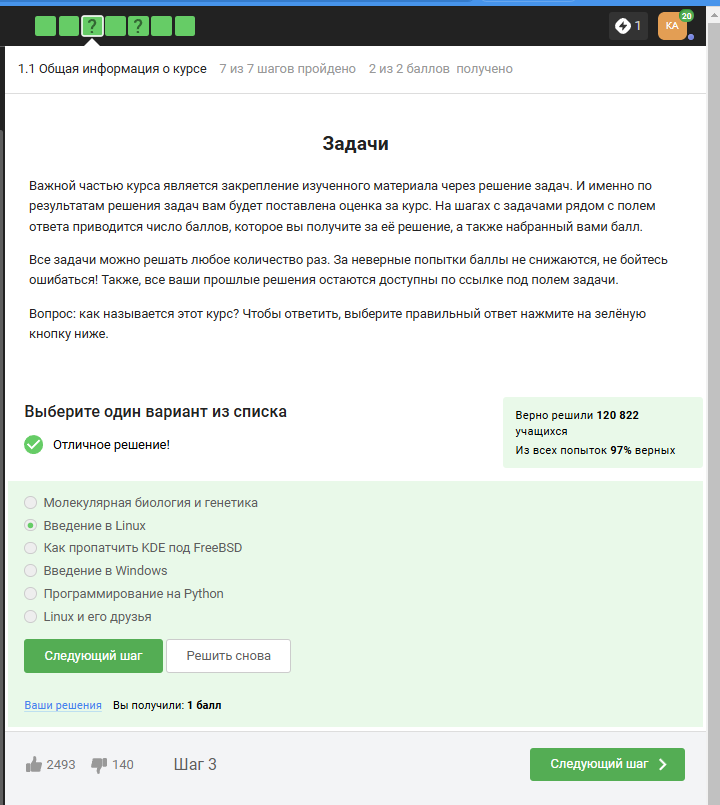 ? ?
1
КА
20
1.1 Общая информация о курсе 7 из 7 шагов пройдено 2 из 2 баллов получено
Задачи
Важной частью курса является закрепление изученного материала через решение задач. И именно по
результатам решения задач вам будет поставлена оценка за курс. На шагах с задачами рядом с полем
ответа приводится число баллов, которое вы получите за её решение, а также набранный вами балл.
Все задачи можно решать любое количество раз. За неверные попытки баллы не снижаются, не бойтесь
ошибаться! Также, все ваши прошлые решения остаются доступны по ссылке под полем задачи.
Вопрос: как называется этот курс? Чтобы ответить, выберите правильный ответ нажмите на зелёную
кнопку ниже.
Выберите один вариант из списка
Отличное решение!
Верно решили 120 822
учащихся
Из всех попыток 97% верных
Молекулярная биология и генетика
Введение в Linux
Как пропатчить KDE под FreeBSD
Введение в Windows
Программирование на Python
Linux и его друзья
Следующий шаг Решить снова
Ваши решения Вы получили: 1 балл
2493 140 Шаг 3 Следующий шаг